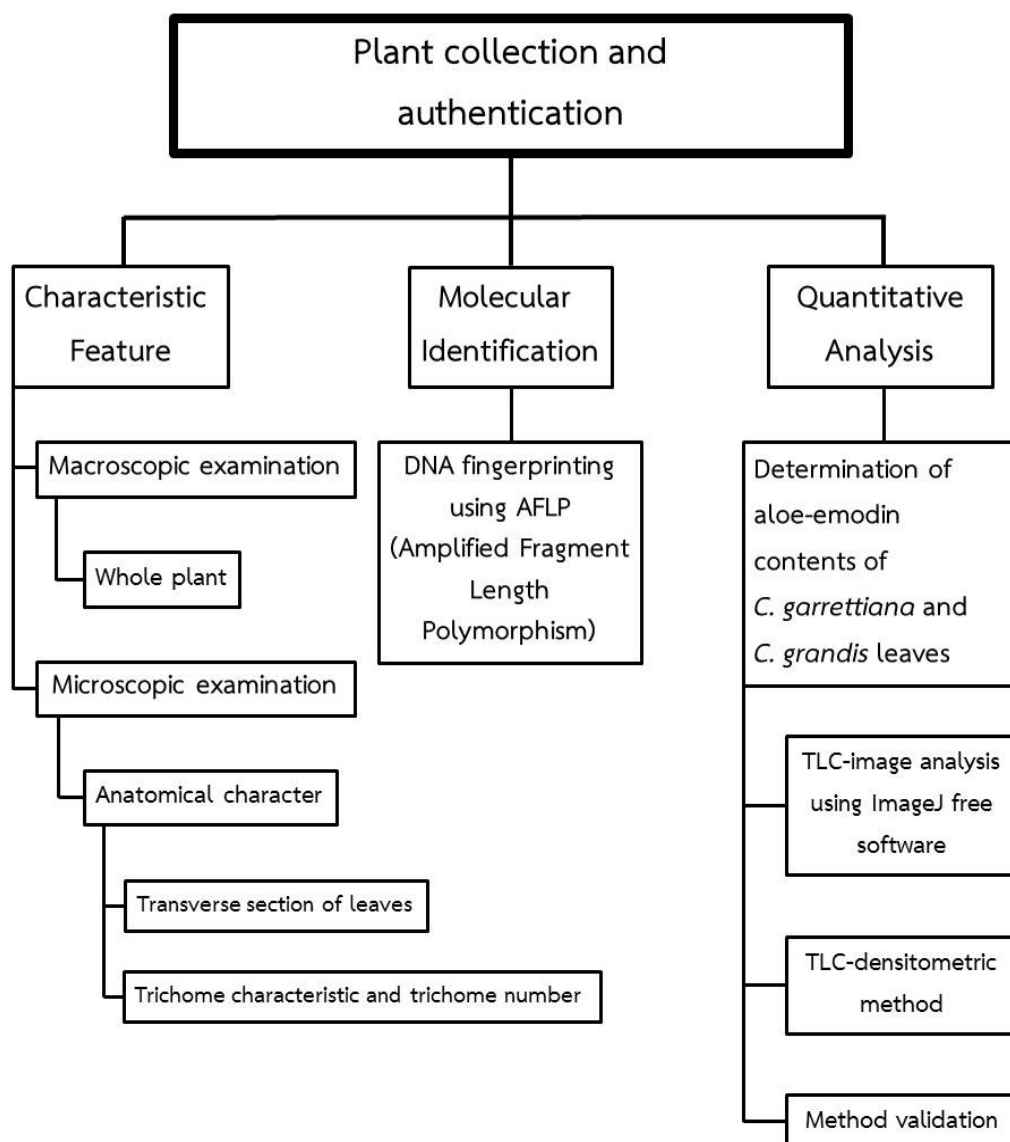 Plant collection and
authentication
Characteristic
Feature
Macroscopic examination
Whole plant
Microscopic examination
Anatomical character
Transverse section of leaves
Trichome characteristic and trichome number
Molecular
Identification
DNA fingerprinting
using AFLP
(Amplified Fragment
Length
Polymorphism)
Quantitative
Analysis
Determination of
aloe-emodin
contents of
C. garrettiana and
C. grandis leaves
TLC-image analysis
using ImageJ free
software
TLC-densitometric
method
Method validation